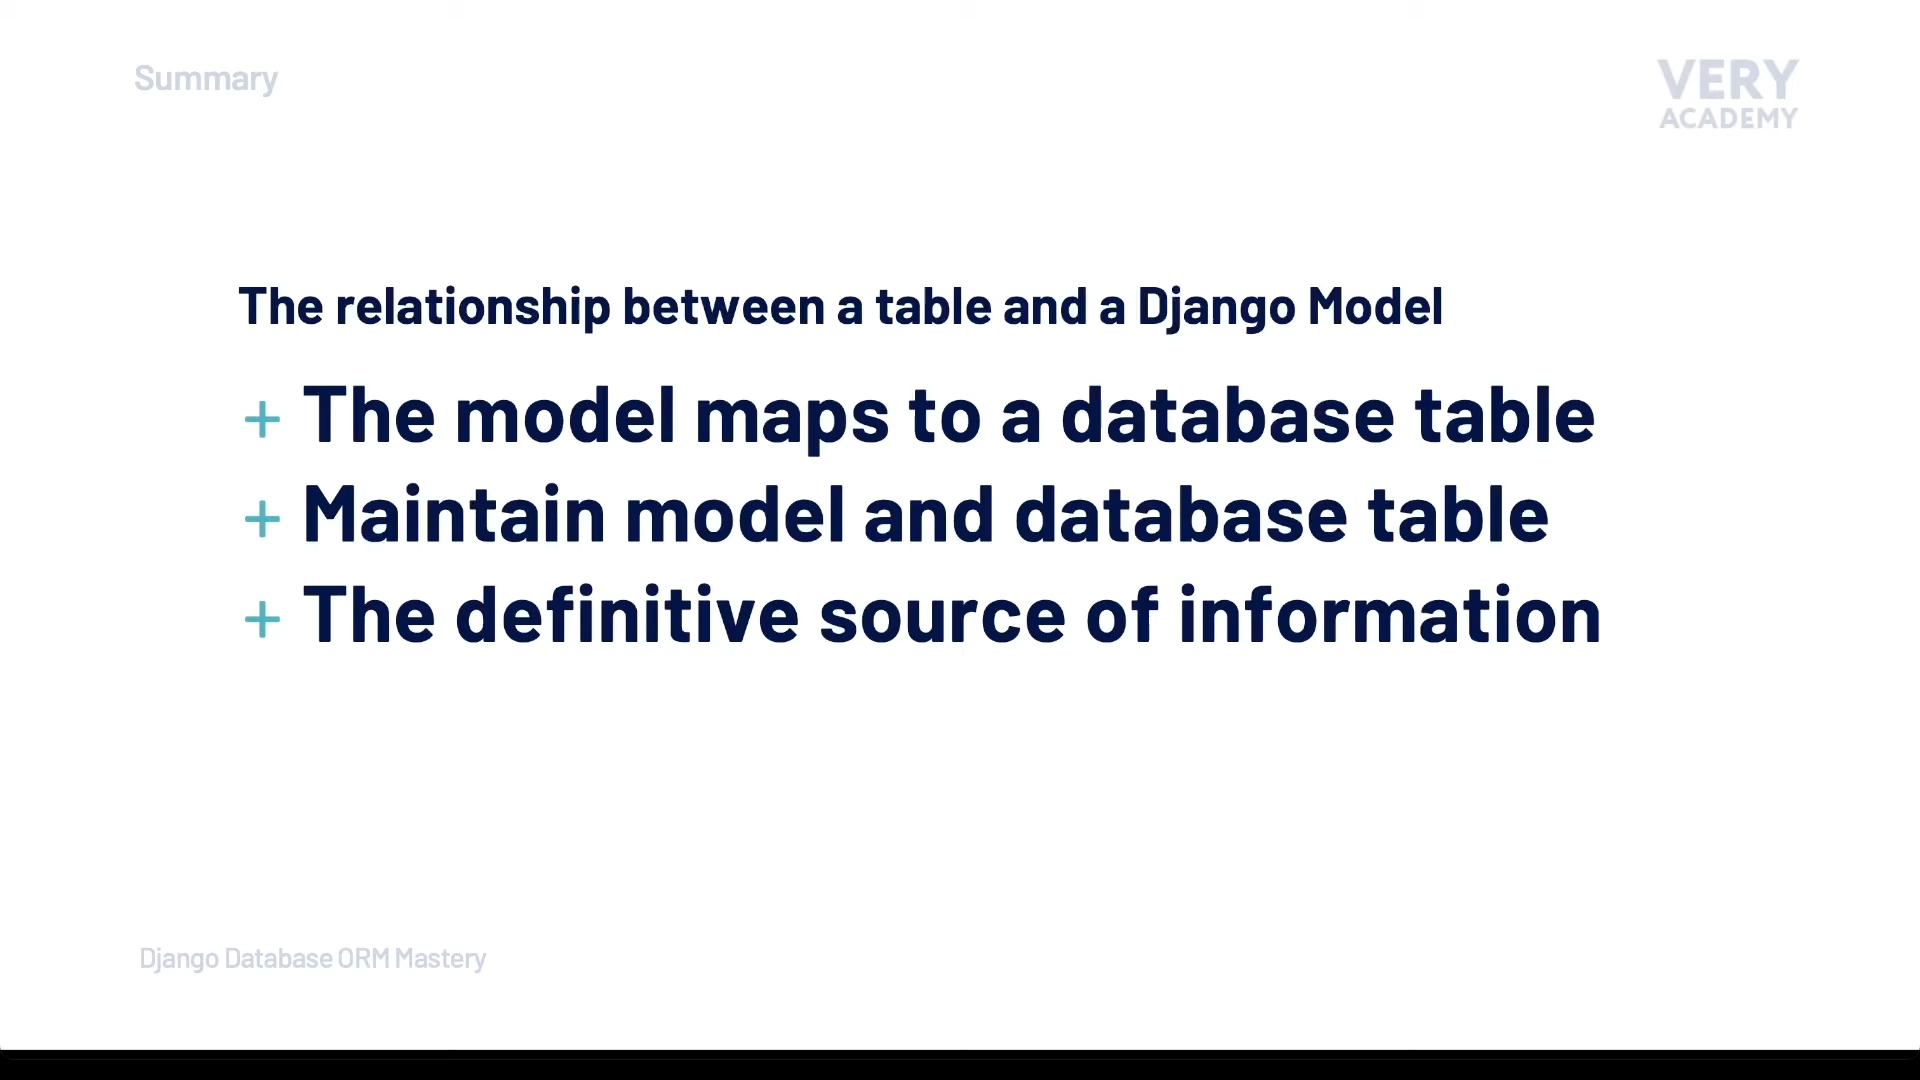 Summary
VERY
ACADEMY
The relationship between a table and a Django Model
+ The model maps to a database table
+ Maintain model and database table
+ The definitive source of information
Django Database ORM Mastery